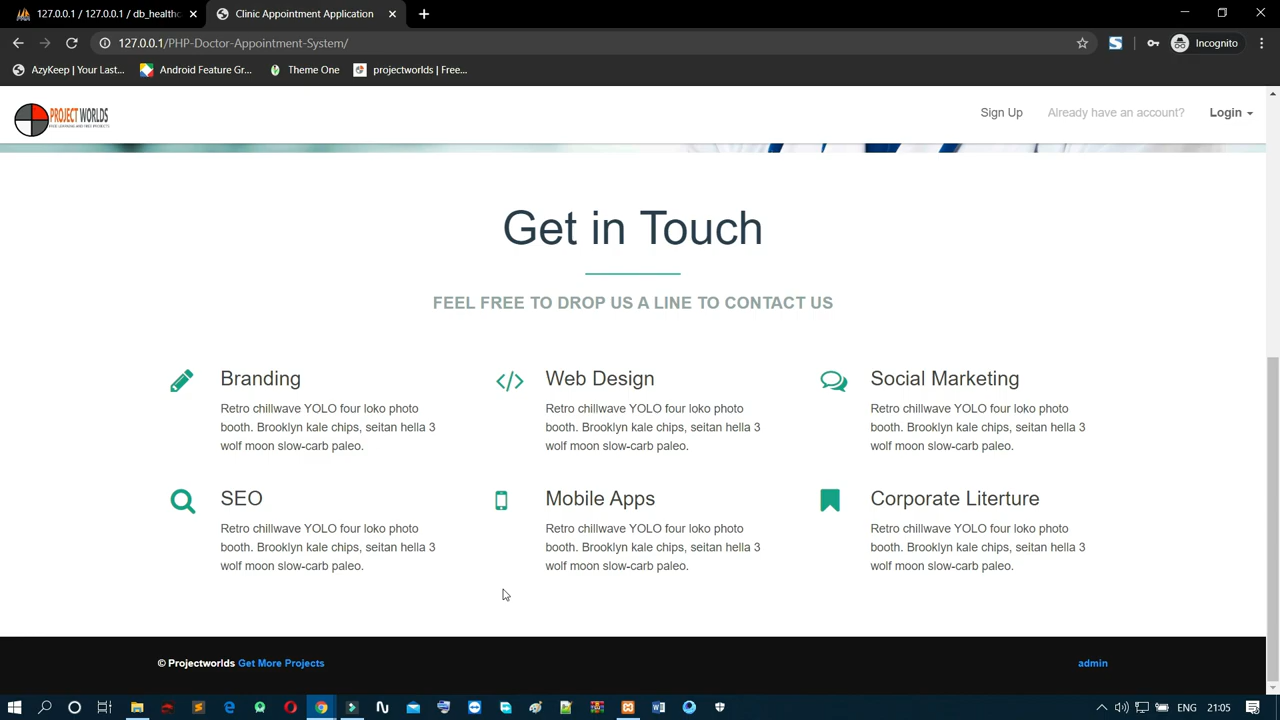 127.0.0.1 / 127.0.0.1 / db_healthc
Clinic Appointment Application
127.0.0.1/PHP-Doctor-Appointment-System/
Incognito
AzyKeep | Your Last...
Android Feature Gr...
Theme One
projectworlds | Free...
PROJECT WORLDS
Sign Up
Already have an account?
Login
Get in Touch
FEEL FREE TO DROP US A LINE TO CONTACT US
Branding
Retro chillwave YOLO four loko photo
booth. Brooklyn kale chips, seitan hella 3
wolf moon slow-carb paleo.
Web Design
Retro chillwave YOLO four loko photo
booth. Brooklyn kale chips, seitan hella 3
wolf moon slow-carb paleo.
Social Marketing
Retro chillwave YOLO four loko photo
booth. Brooklyn kale chips, seitan hella 3
wolf moon slow-carb paleo.
SEO
Retro chillwave YOLO four loko photo
booth. Brooklyn kale chips, seitan hella 3
wolf moon slow-carb paleo.
Mobile Apps
Retro chillwave YOLO four loko photo
booth. Brooklyn kale chips, seitan hella 3
wolf moon slow-carb paleo.
Corporate Literture
Retro chillwave YOLO four loko photo
booth. Brooklyn kale chips, seitan hella 3
wolf moon slow-carb paleo.
© Projectworlds Get More Projects
admin
ENG
21:05